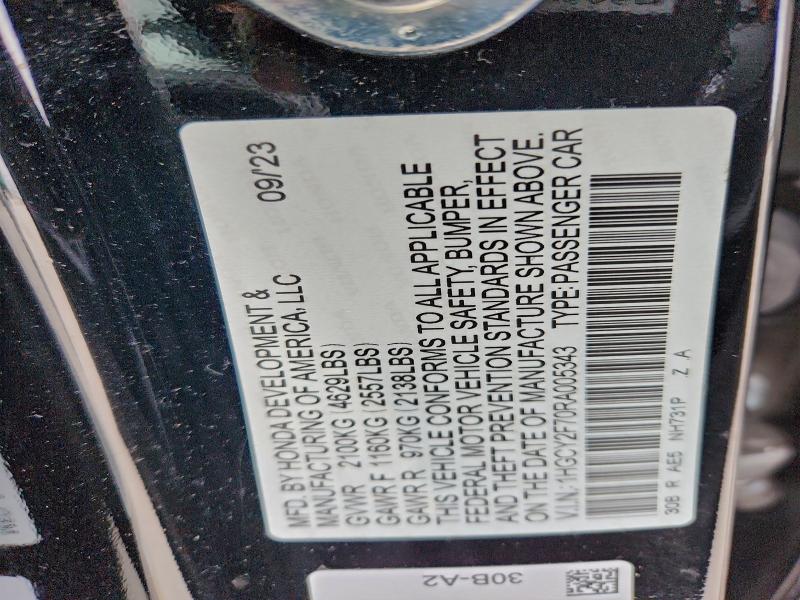 MFD. BY HONDA DEVELOPMENT & 09/'23
MANUFACTURING OF AMERICA, LLC
GVWR 2100KG (4629LBS)
GAWR F 1160KG (2557LBS)
GAWR R 970KG (2138LBS)
THIS VEHICLE CONFORMS TO ALL APPLICABLE
FEDERAL MOTOR VEHICLE SAFETY, BUMPER,
AND THEFT PREVENTION STANDARDS IN EFFECT
ON THE DATE OF MANUFACTURE SHOWN ABOVE.
V.I.N.: 1HGCY2F70RA005343 TYPE: PASSENGER CAR
30B R AE5 NH731P Z A
30B-A2